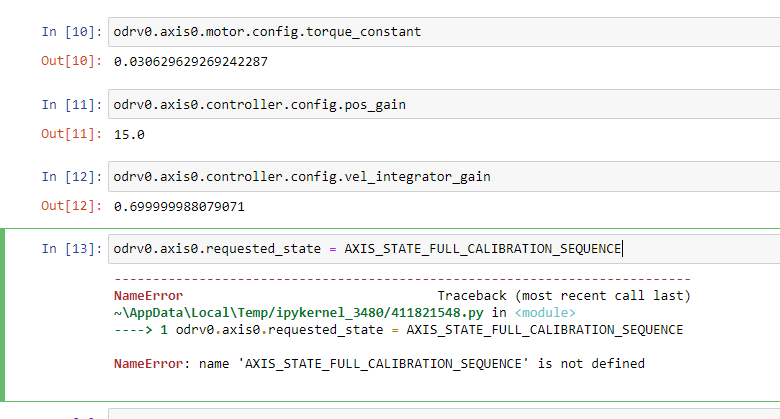 In [10]: odrv0.axis0.motor.config.torque_constant
Out[10]: 0.030629629269242287
In [11]: odrv0.axis0.controller.config.pos_gain
Out[11]: 15.0
In [12]: odrv0.axis0.controller.config.vel_integrator_gain
Out[12]: 0.699999988079071
In [13]: odrv0.axis0.requested_state = AXIS_STATE_FULL_CALIBRATION_SEQUENCE
---------------------------------------------------------------------------
NameError                                 Traceback (most recent call last)
~\AppData\Local\Temp/ipykernel_3480/411821548.py in <module>
----> 1 odrv0.axis0.requested_state = AXIS_STATE_FULL_CALIBRATION_SEQUENCE
NameError: name 'AXIS_STATE_FULL_CALIBRATION_SEQUENCE' is not defined